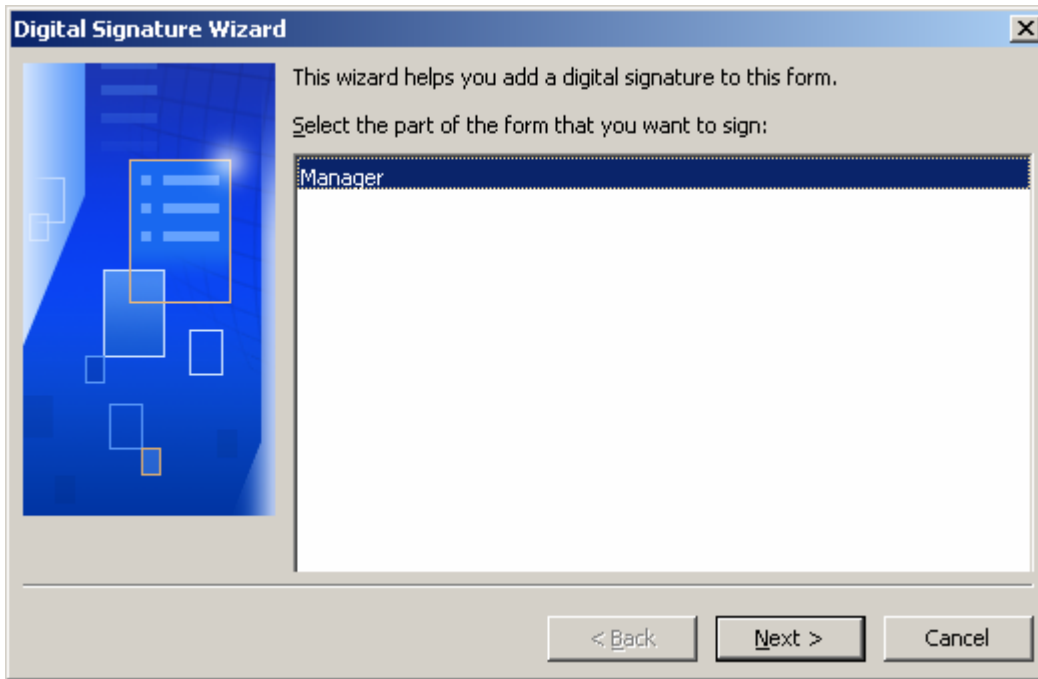 Digital Signature Wizard
This wizard helps you add a digital signature to this form.
Select the part of the form that you want to sign:
Manager
< Back
Next >
Cancel